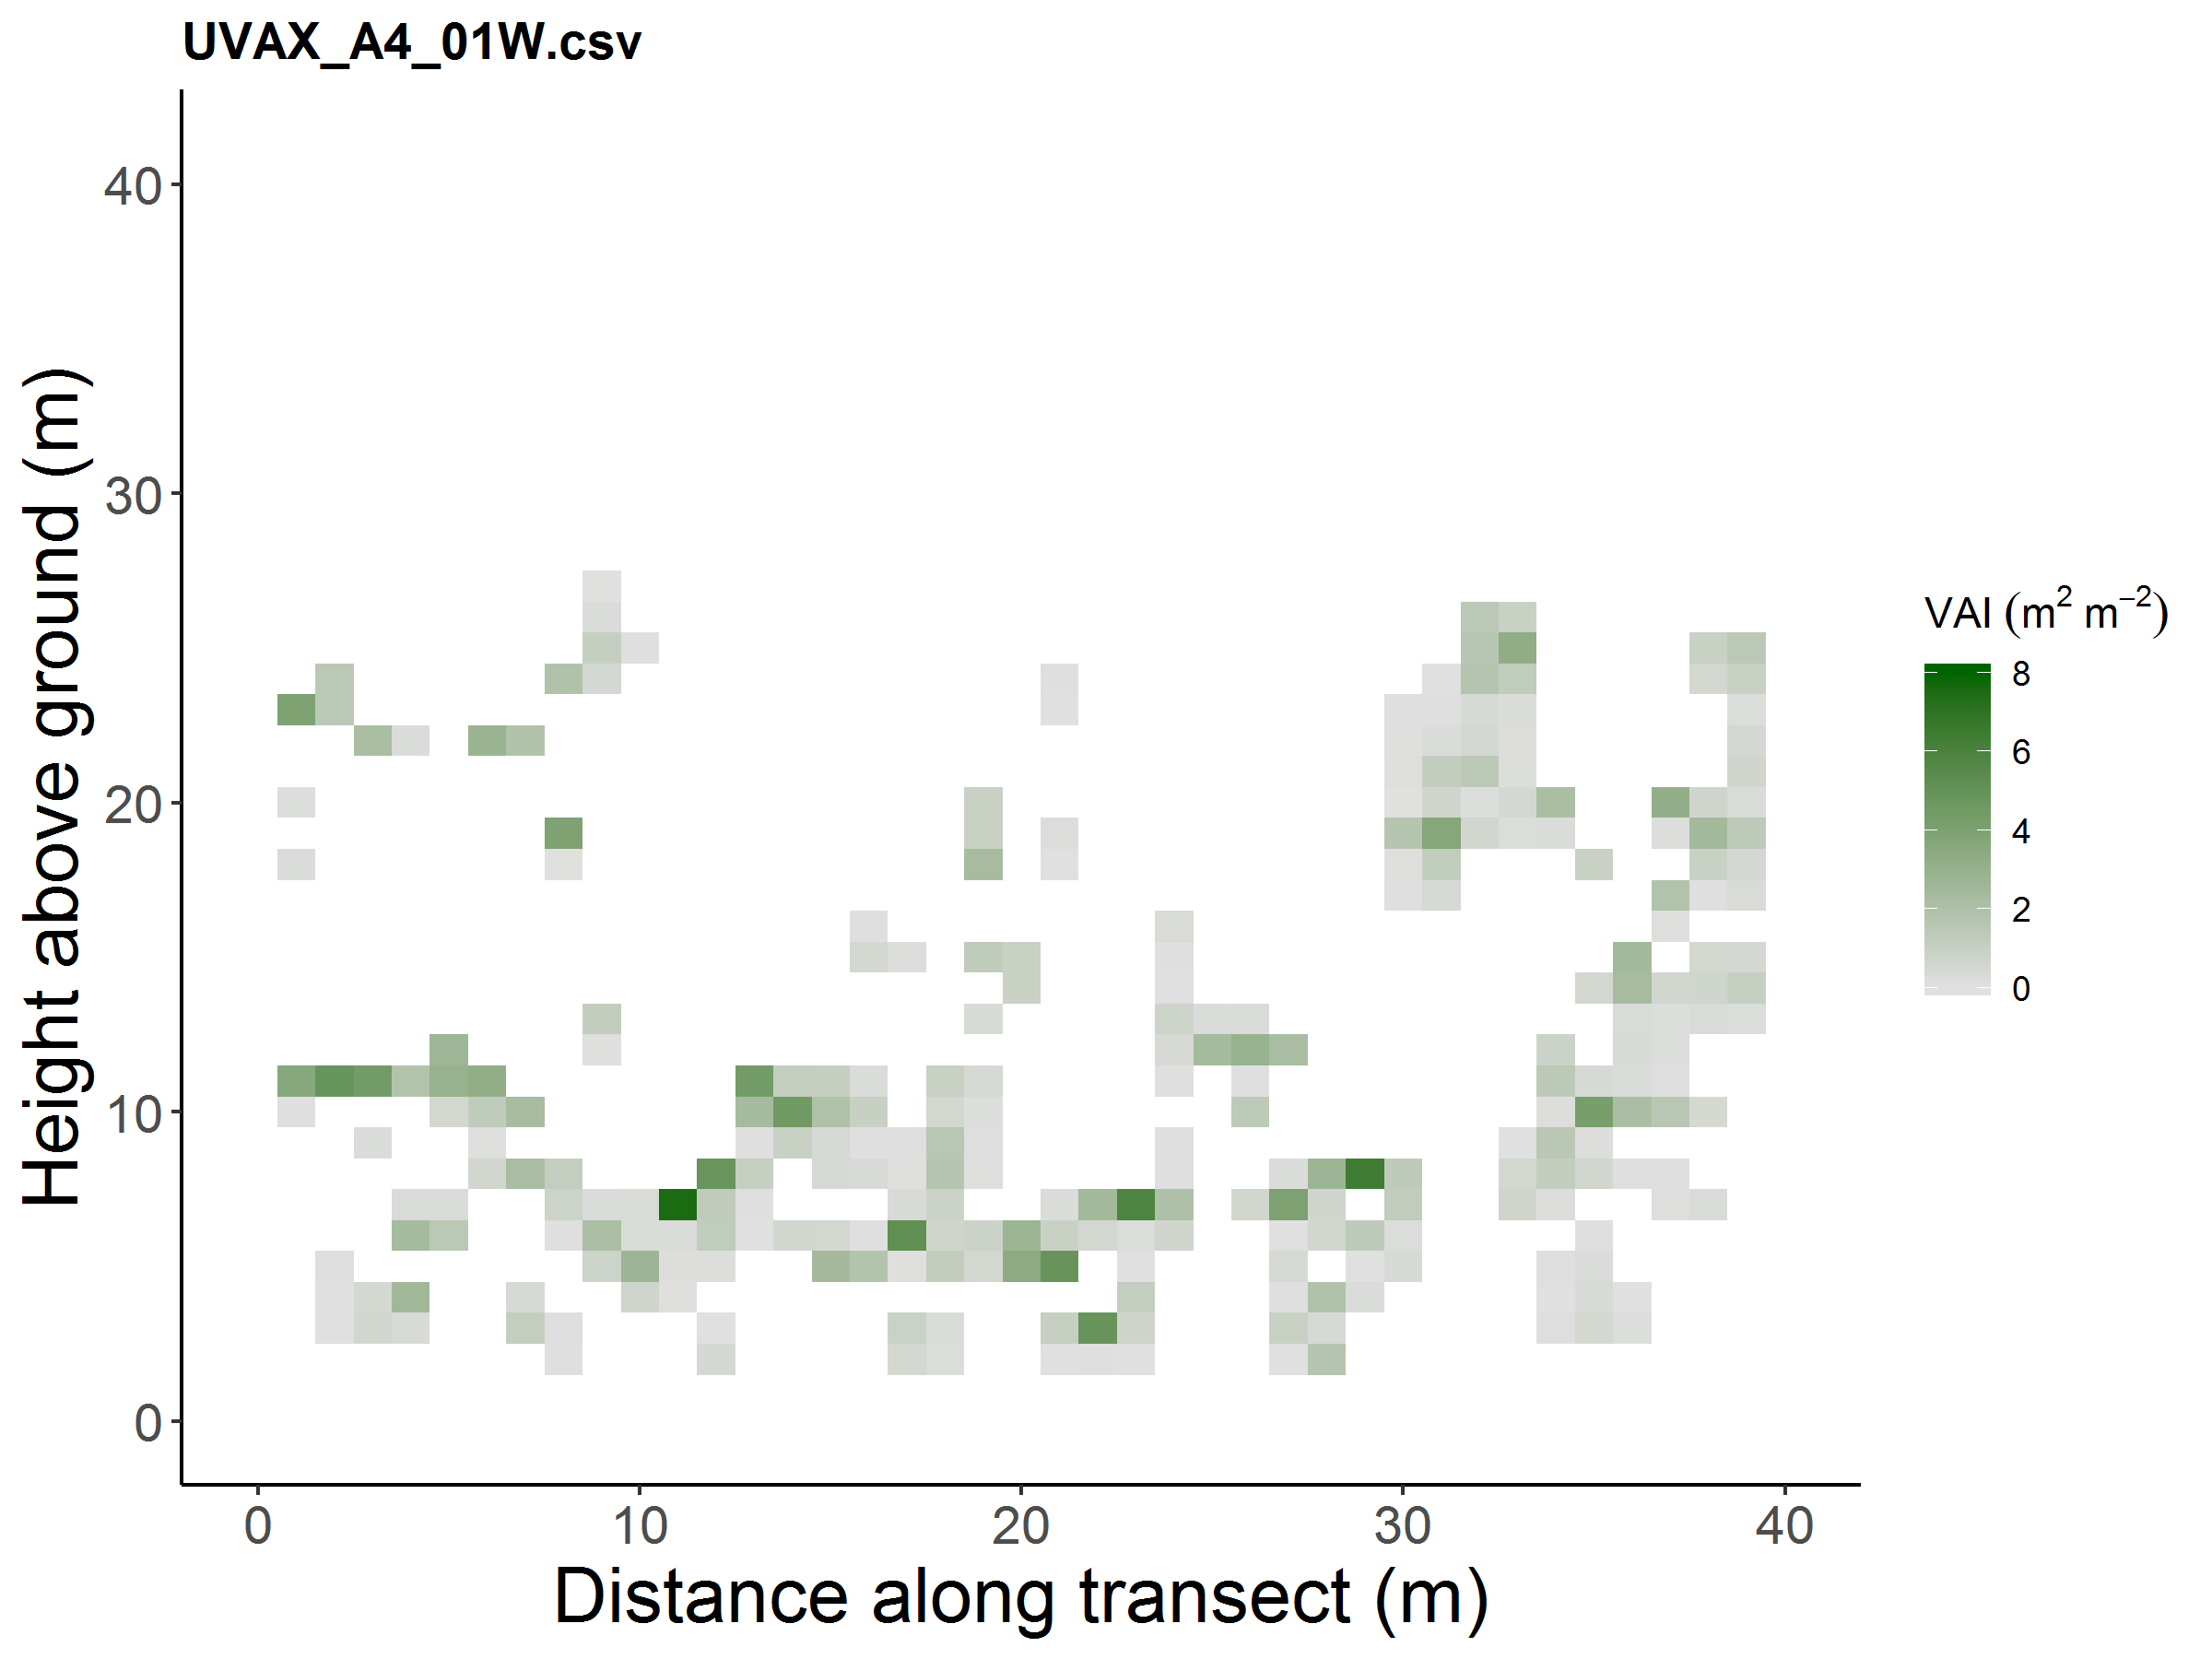 UVAX_A4_01W.csv
Height above ground (m)
40
30
20
10
0
0 10 20 30 40
Distance along transect (m)
VAI (m² m⁻²)
8
6
4
2
0